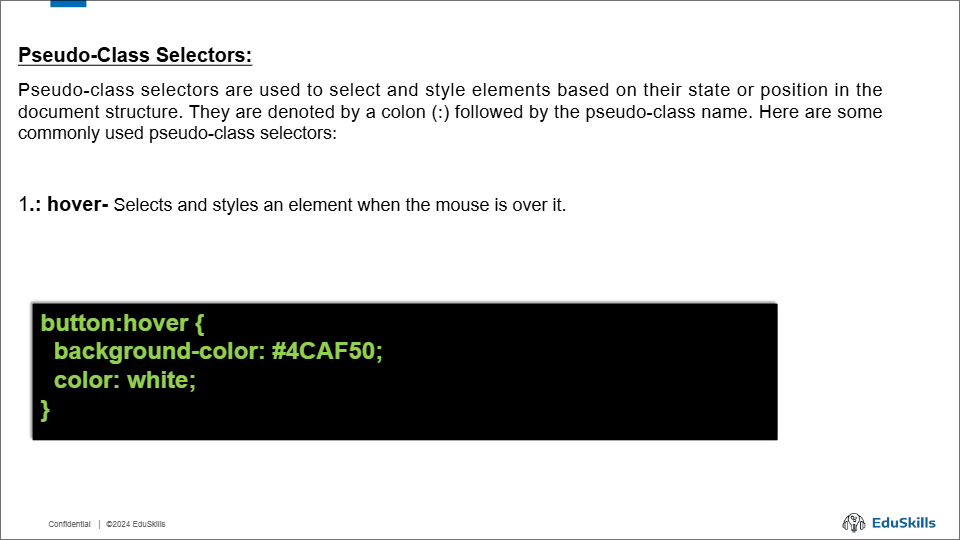 Pseudo-Class Selectors:
Pseudo-class selectors are used to select and style elements based on their state or position in the
document structure. They are denoted by a colon (:) followed by the pseudo-class name. Here are some
commonly used pseudo-class selectors:
1.: hover- Selects and styles an element when the mouse is over it.
button:hover {
  background-color: #4CAF50;
  color: white;
}
Confidential | ©2024 EduSkills
EduSkills